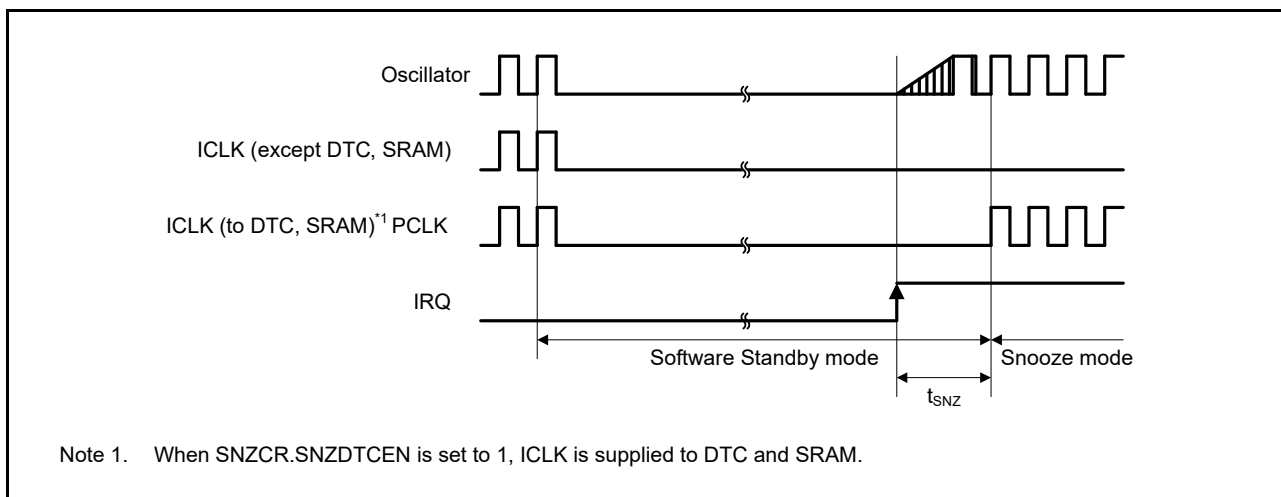 Oscillator
ICLK (except DTC, SRAM)
ICLK (to DTC, SRAM)*1 PCLK
IRQ
Software Standby mode
Snooze mode
tSNZ
Note 1. When SNZCR.SNZDTCEN is set to 1, ICLK is supplied to DTC and SRAM.